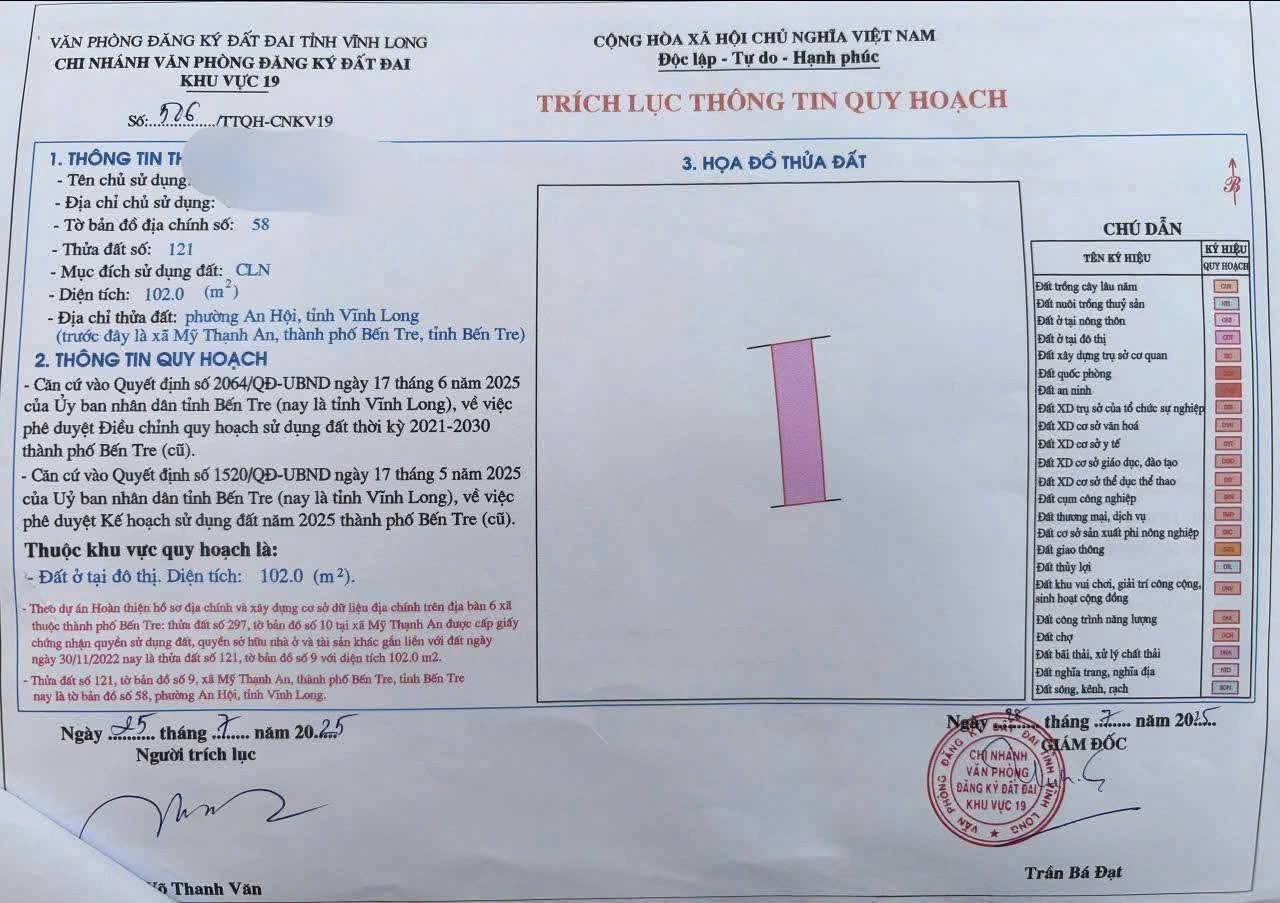 VĂN PHÒNG ĐĂNG KÝ ĐẤT ĐAI TỈNH VĨNH LONG
CHI NHÁNH VĂN PHÒNG ĐĂNG KÝ ĐẤT ĐAI
KHU VỰC 19
Số:...506.../TTQH-CNKV19
CỘNG HÒA XÃ HỘI CHỦ NGHĨA VIỆT NAM
Độc lập - Tự do - Hạnh phúc
TRÍCH LỤC THÔNG TIN QUY HOẠCH
1. THÔNG TIN
- Tên chủ sử dụng:
- Địa chỉ chủ sử dụng:
- Tờ bản đồ địa chính số: 58
- Thửa đất số: 121
- Mục đích sử dụng đất: CLN
- Diện tích: 102.0 (m²)
- Địa chỉ thửa đất: phường An Hội, tỉnh Vĩnh Long
(trước đây là xã Mỹ Thạnh An, thành phố Bến Tre, tỉnh Bến Tre)
2. THÔNG TIN QUY HOẠCH
- Căn cứ vào Quyết định số 2064/QĐ-UBND ngày 17 tháng 6 năm 2025
của Ủy ban nhân dân tỉnh Bến Tre (nay là tỉnh Vĩnh Long), về việc
phê duyệt Điều chỉnh quy hoạch sử dụng đất thời kỳ 2021-2030
thành phố Bến Tre (cũ).
- Căn cứ vào Quyết định số 1520/QĐ-UBND ngày 17 tháng 5 năm 2025
của Uỷ ban nhân dân tỉnh Bến Tre (nay là tỉnh Vĩnh Long), về việc
phê duyệt Kế hoạch sử dụng đất năm 2025 thành phố Bến Tre (cũ).
Thuộc khu vực quy hoạch là:
- Đất ở tại đô thị. Diện tích: 102.0 (m²).
- Theo dự án Hoàn thiện hồ sơ địa chính và xây dựng cơ sở dữ liệu địa chính trên địa bàn 6 xã
thuộc thành phố Bến Tre: thửa đất số 297, tờ bản đồ số 10 tại xã Mỹ Thạnh An được cấp giấy
chứng nhận quyền sử dụng đất, quyền sở hữu nhà ở và tài sản khác gắn liền với đất ngày
ngày 30/11/2022 nay là thửa đất số 121, tờ bản đồ số 9 với diện tích 102.0 m2.
- Thửa đất số 121, tờ bản đồ số 9, xã Mỹ Thạnh An, thành phố Bến Tre, tỉnh Bến Tre
nay là tờ bản đồ số 58, phường An Hội, tỉnh Vĩnh Long.
3. HỌA ĐỒ THỬA ĐẤT
B
CHÚ DẪN
TÊN KÝ HIỆU
KÝ HIỆU
QUY HOẠCH
Đất trồng cây lâu năm
Đất nuôi trồng thuỷ sản
Đất ở tại nông thôn
Đất ở tại đô thị
Đất xây dựng trụ sở cơ quan
Đất quốc phòng
Đất an ninh
Đất XD trụ sở của tổ chức sự nghiệp
Đất XD cơ sở văn hoá
Đất XD cơ sở y tế
Đất XD cơ sở giáo dục, đào tạo
Đất XD cơ sở thể dục thể thao
Đất cụm công nghiệp
Đất thương mại, dịch vụ
Đất cơ sở sản xuất phi nông nghiệp
Đất giao thông
Đất thủy lợi
Đất khu vui chơi, giải trí công cộng,
sinh hoạt cộng đồng
Đất công trình năng lượng
Đất chợ
Đất bãi thải, xử lý chất thải
Đất nghĩa trang, nghĩa địa
Đất sông, kênh, rạch
Ngày 25 tháng 7 năm 2025
Người trích lục
Võ Thanh Văn
Ngày 28 tháng 7 năm 2025
GIÁM ĐỐC
VĂN PHÒNG ĐĂNG KÝ ĐẤT ĐAI TỈNH VĨNH LONG
CHI NHÁNH
VĂN PHÒNG
ĐĂNG KÝ ĐẤT ĐAI
KHU VỰC 19
Trần Bá Đạt